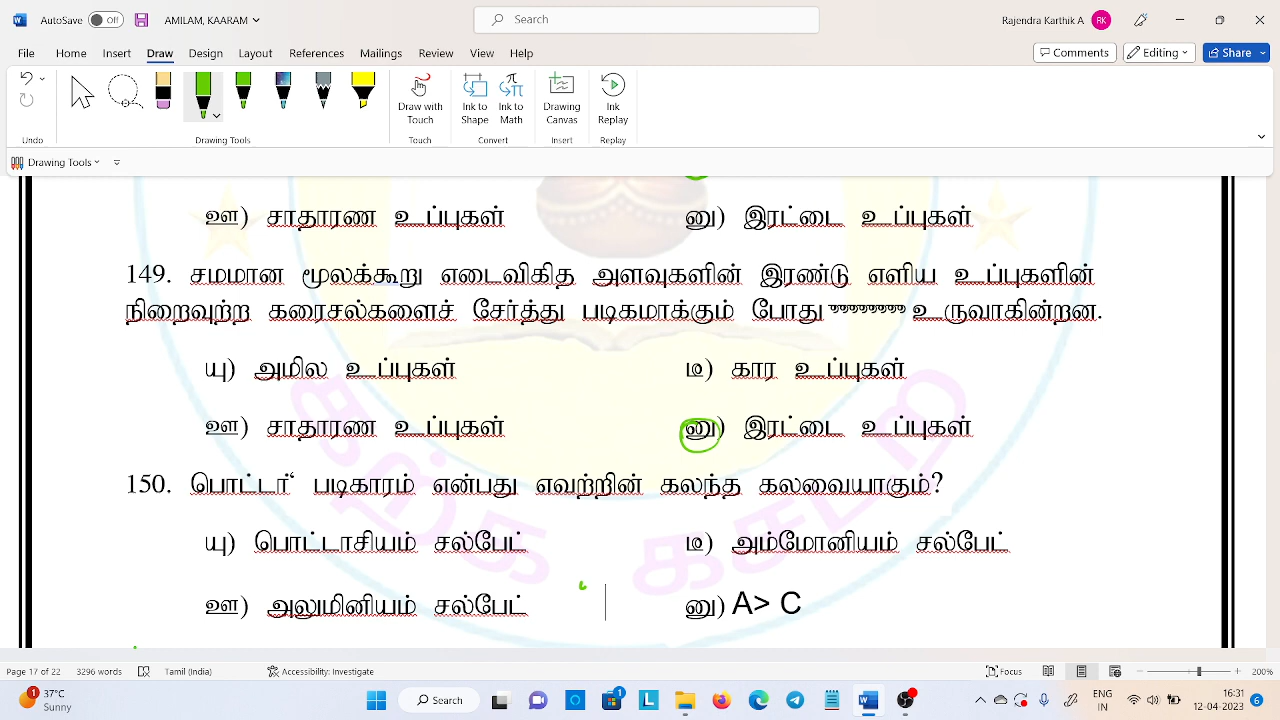 AutoSave Off AMILAM, KAARAM Search Rajendra Karthik A RK
File Home Insert Draw Design Layout References Mailings Review View Help Comments Editing Share
Draw with Touch Ink to Shape Ink to Math Drawing Canvas Ink Replay
Undo Drawing Tools Touch Convert Insert Replay
Drawing Tools
ஊ) சாதாரண உப்புகள் னு) இரட்டை உப்புகள்
149. சமமான மூலக்கூறு எடைவிகித அளவுகளின் இரண்டு எளிய உப்புகளின்
நிறைவுற்ற கரைசல்களைச் சேர்த்து படிகமாக்கும் போது உருவாகின்றன.
யு) அமில உப்புகள் டீ) கார உப்புகள்
ஊ) சாதாரண உப்புகள் னு) இரட்டை உப்புகள்
150. பொட்டா்‘ படிகாரம் என்பது எவற்றின் கலந்த கலவையாகும்?
யு) பொட்டாசியம் சல்பேட் டீ) அம்மோனியம் சல்பேட்
ஊ) அலுமினியம் சல்பேட் னு) A> C
Page 17 of 22 3296 words Tamil (India) Accessibility: Investigate Focus 200%
1 37°C Sunny Search 1 ENG IN 16:31 12-04-2023 6